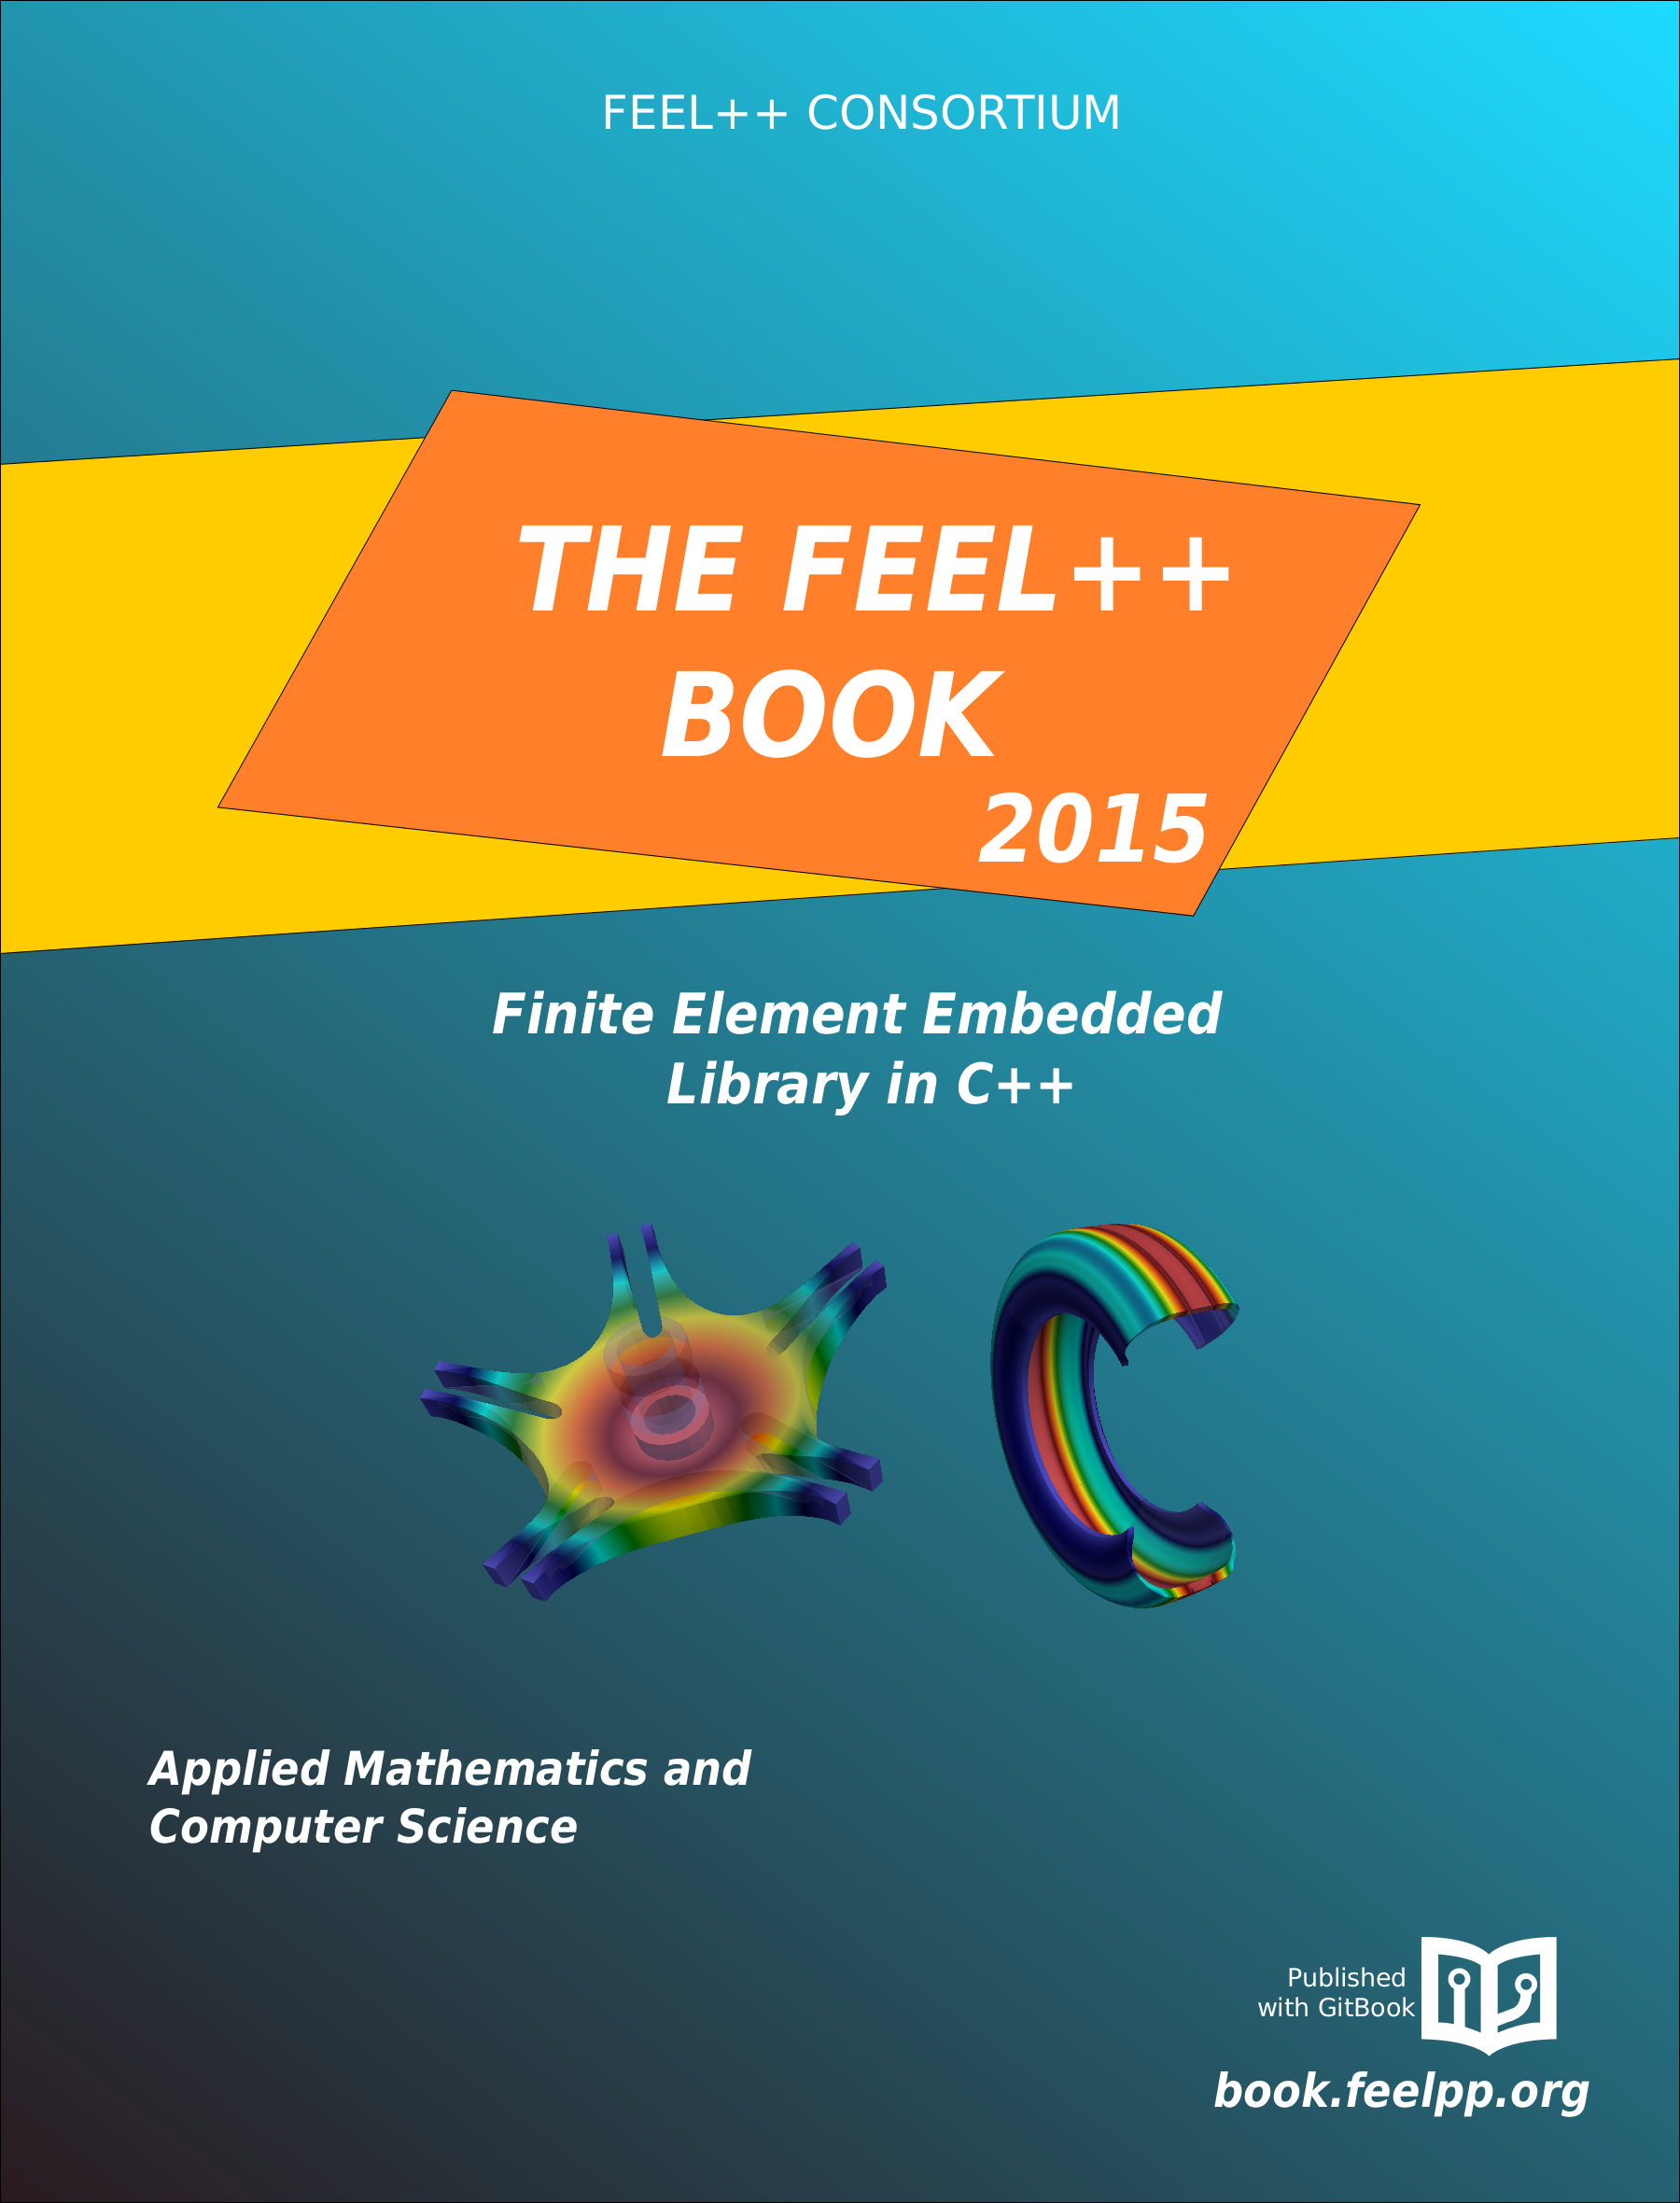 FEEL++ CONSORTIUM
THE FEEL++
BOOK
2015
Finite Element Embedded
Library in C++
Applied Mathematics and
Computer Science
Published
with GitBook
book.feelpp.org